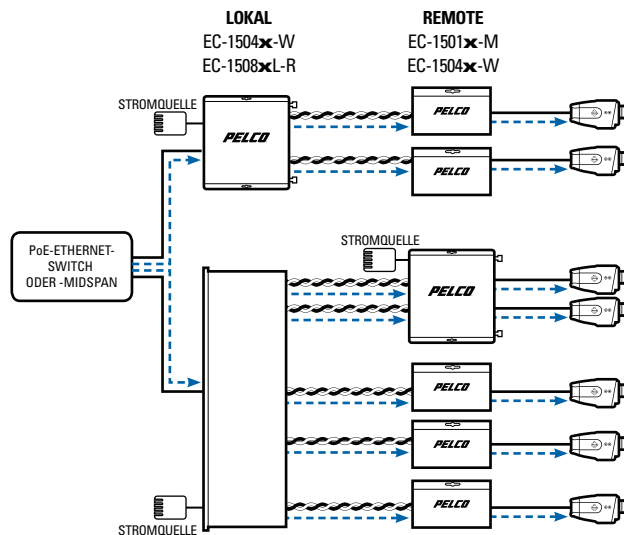 LOKAL
EC-1504x-W
EC-1508xL-R
REMOTE
EC-1501x-M
EC-1504x-W
STROMQUELLE
PELCO
PELCO
PELCO
PoE-ETHERNET-
SWITCH
ODER -MIDSPAN
STROMQUELLE
PELCO
PELCO
PELCO
PELCO
STROMQUELLE